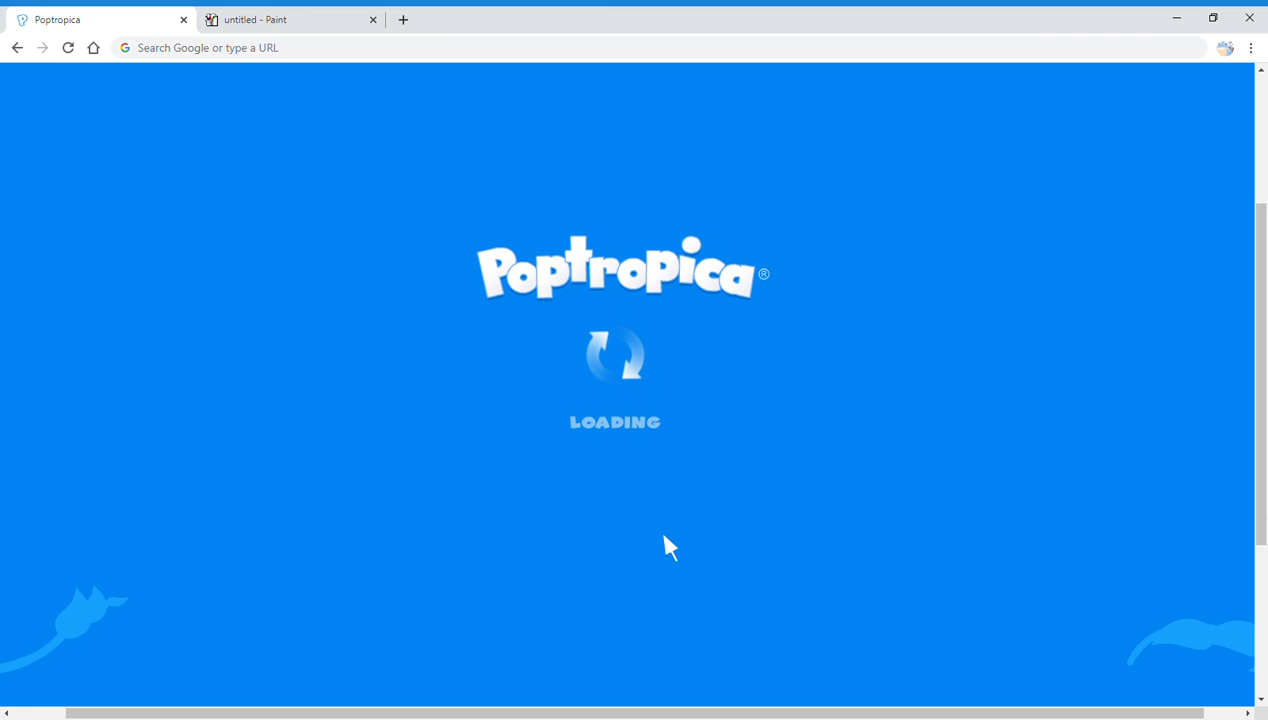 Poptropica
untitled - Paint
Search Google or type a URL
Poptropica®
LOADING